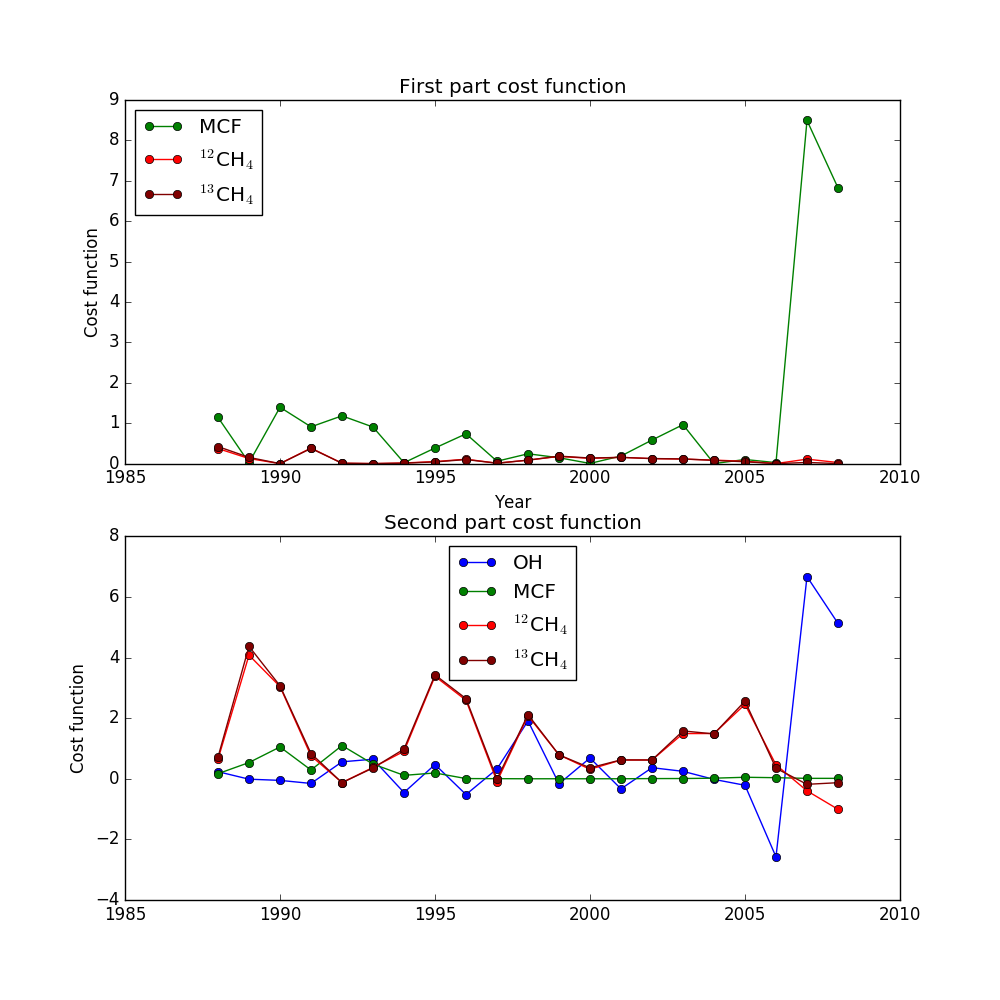 First part cost function
9
8
7
6
5
4
3
2
1
0
Cost function
MCF
¹²CH₄
¹³CH₄
1985 1990 1995 2000 2005 2010
Year
Second part cost function
8
6
4
2
0
−2
−4
Cost function
OH
MCF
¹²CH₄
¹³CH₄
1985 1990 1995 2000 2005 2010